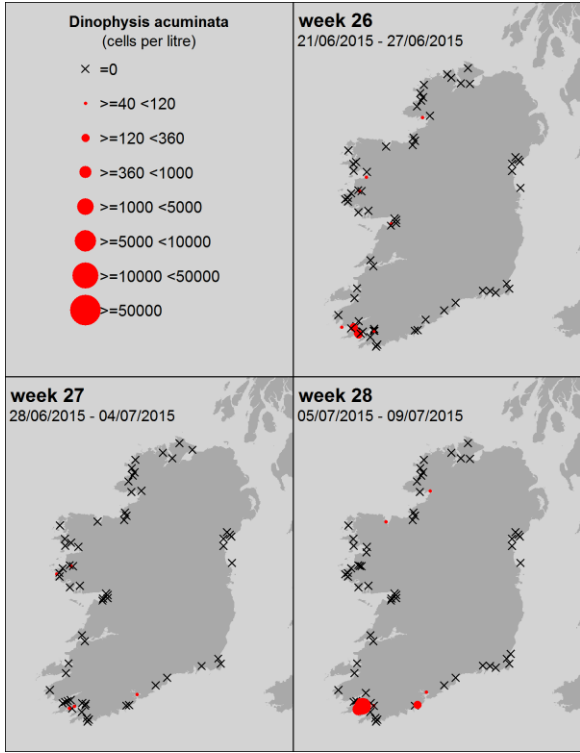 Dinophysis acuminata
(cells per litre)
=0
>=40 <120
>=120 <360
>=360 <1000
>=1000 <5000
>=5000 <10000
>=10000 <50000
>=50000
week 26
21/06/2015 - 27/06/2015
week 27
28/06/2015 - 04/07/2015
week 28
05/07/2015 - 09/07/2015